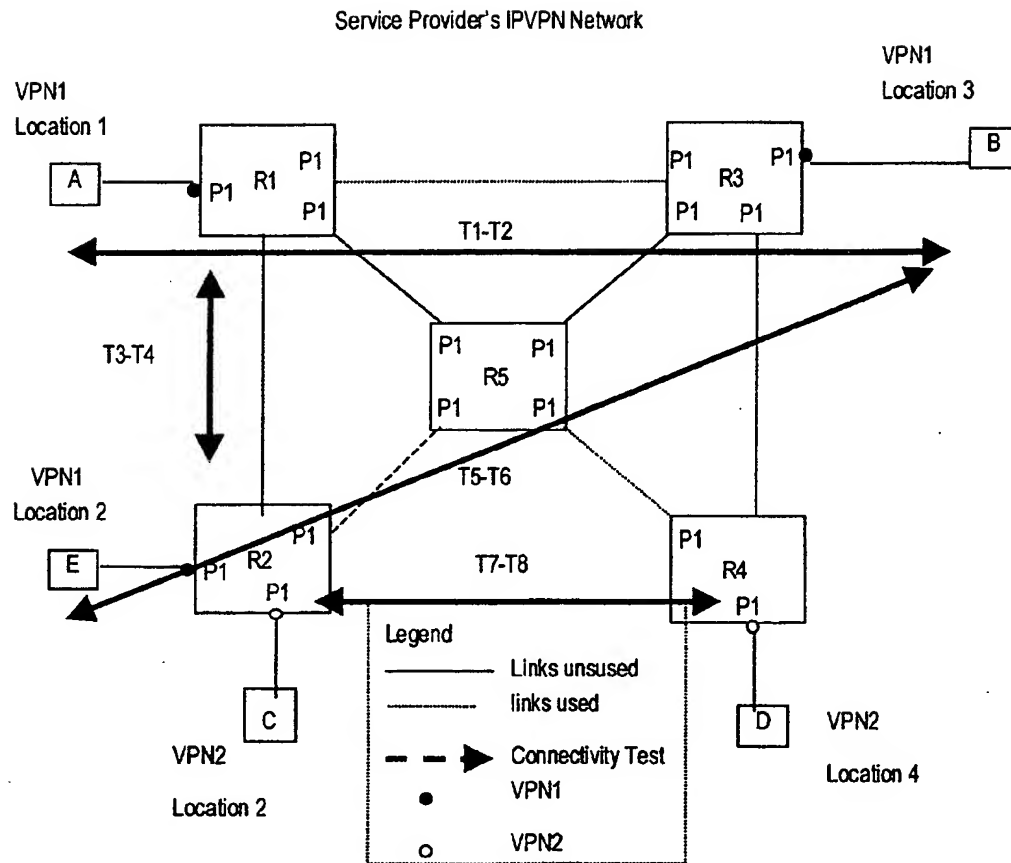 Service Provider's IPVPN Network
VPN1
Location 1
VPN1
Location 3
A
P1
R1
P1
P1
P1
P1
R3
P1
P1
B
T1-T2
T3-T4
P1
P1
R5
P1
P1
T5-T6
VPN1
Location 2
E
P1
R2
P1
P1
T7-T8
P1
R4
P1
Legend
Links unsused
links used
Connectivity Test
VPN1
VPN2
C
VPN2
Location 2
D
VPN2
Location 4